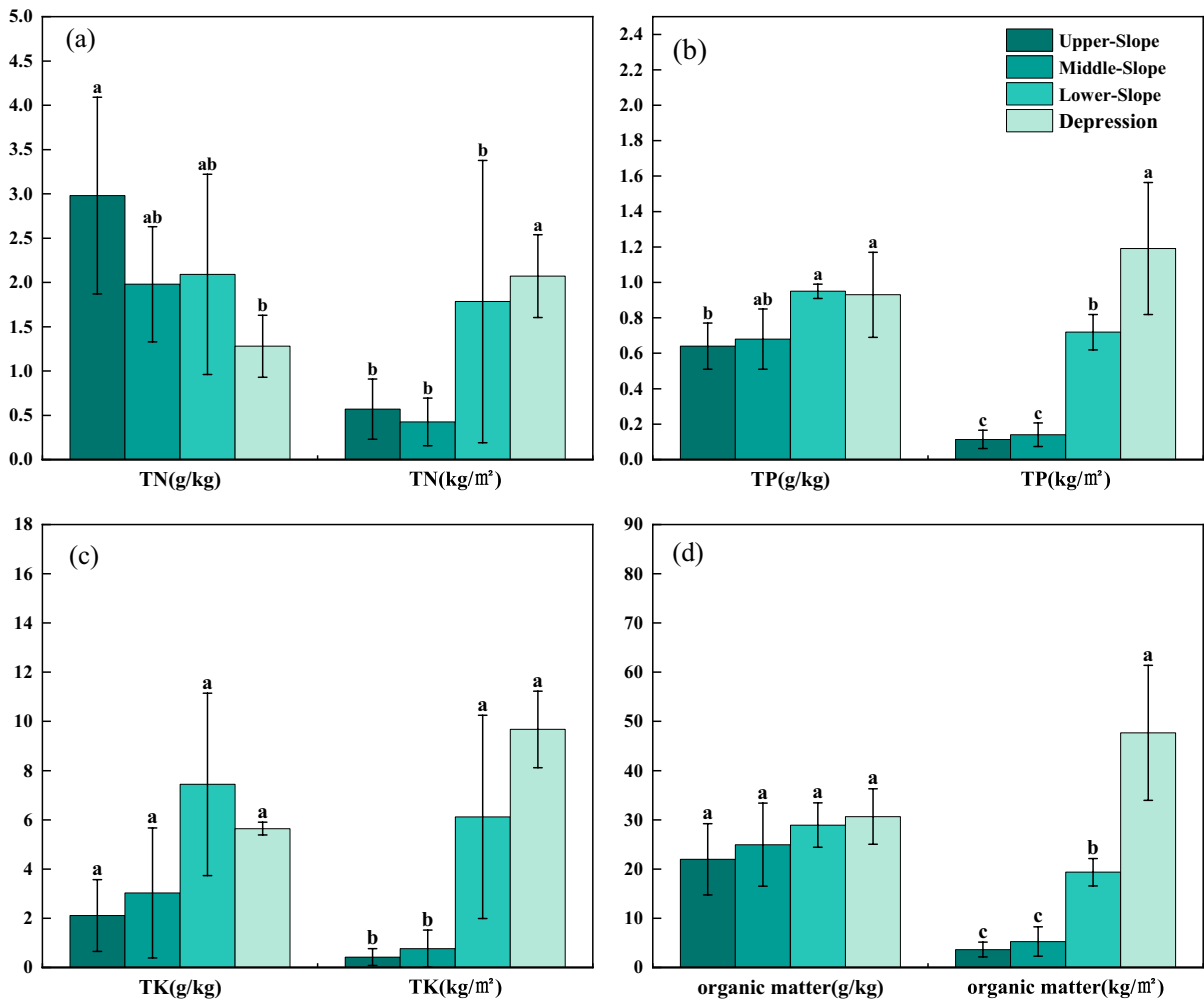 (a)
5.0
4.5
4.0
3.5
3.0
2.5
2.0
1.5
1.0
0.5
0.0
a
ab
ab
b
b
b
b
a
TN(g/kg)
TN(kg/㎡)
(b)
Upper-Slope
Middle-Slope
Lower-Slope
Depression
2.4
2.2
2.0
1.8
1.6
1.4
1.2
1.0
0.8
0.6
0.4
0.2
0.0
b
ab
a
a
c
c
b
a
TP(g/kg)
TP(kg/㎡)
(c)
18
16
14
12
10
8
6
4
2
0
a
a
a
a
b
b
a
a
TK(g/kg)
TK(kg/㎡)
(d)
90
80
70
60
50
40
30
20
10
0
a
a
a
a
c
c
b
a
organic matter(g/kg)
organic matter(kg/㎡)